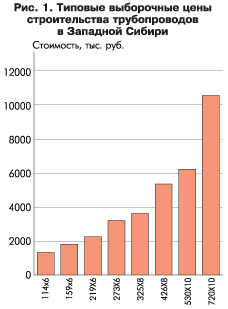 Рис. 1. Типовые выборочные цены
строительства трубопроводов
в Западной Сибири
Стоимость, тыс. руб.
12000
10000
8000
6000
4000
2000
0
114х6
159х6
219Х6
273Х6
325Х8
426Х8
530Х10
720Х10